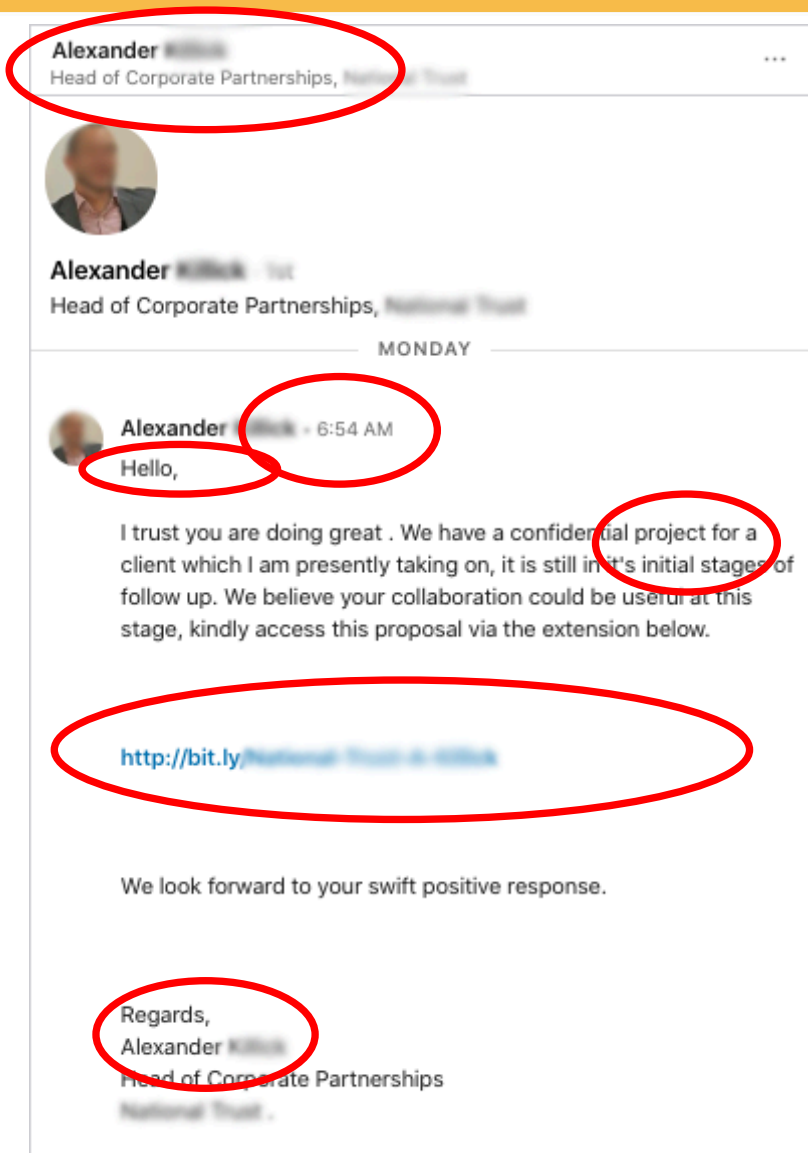 Alexander
Head of Corporate Partnerships,
...
Alexander
Head of Corporate Partnerships,
MONDAY
Alexander - 6:54 AM
Hello,
I trust you are doing great . We have a confidential project for a
client which I am presently taking on, it is still in it's initial stages of
follow up. We believe your collaboration could be useful at this
stage, kindly access this proposal via the extension below.
http://bit.ly/
We look forward to your swift positive response.
Regards,
Alexander
Head of Corporate Partnerships